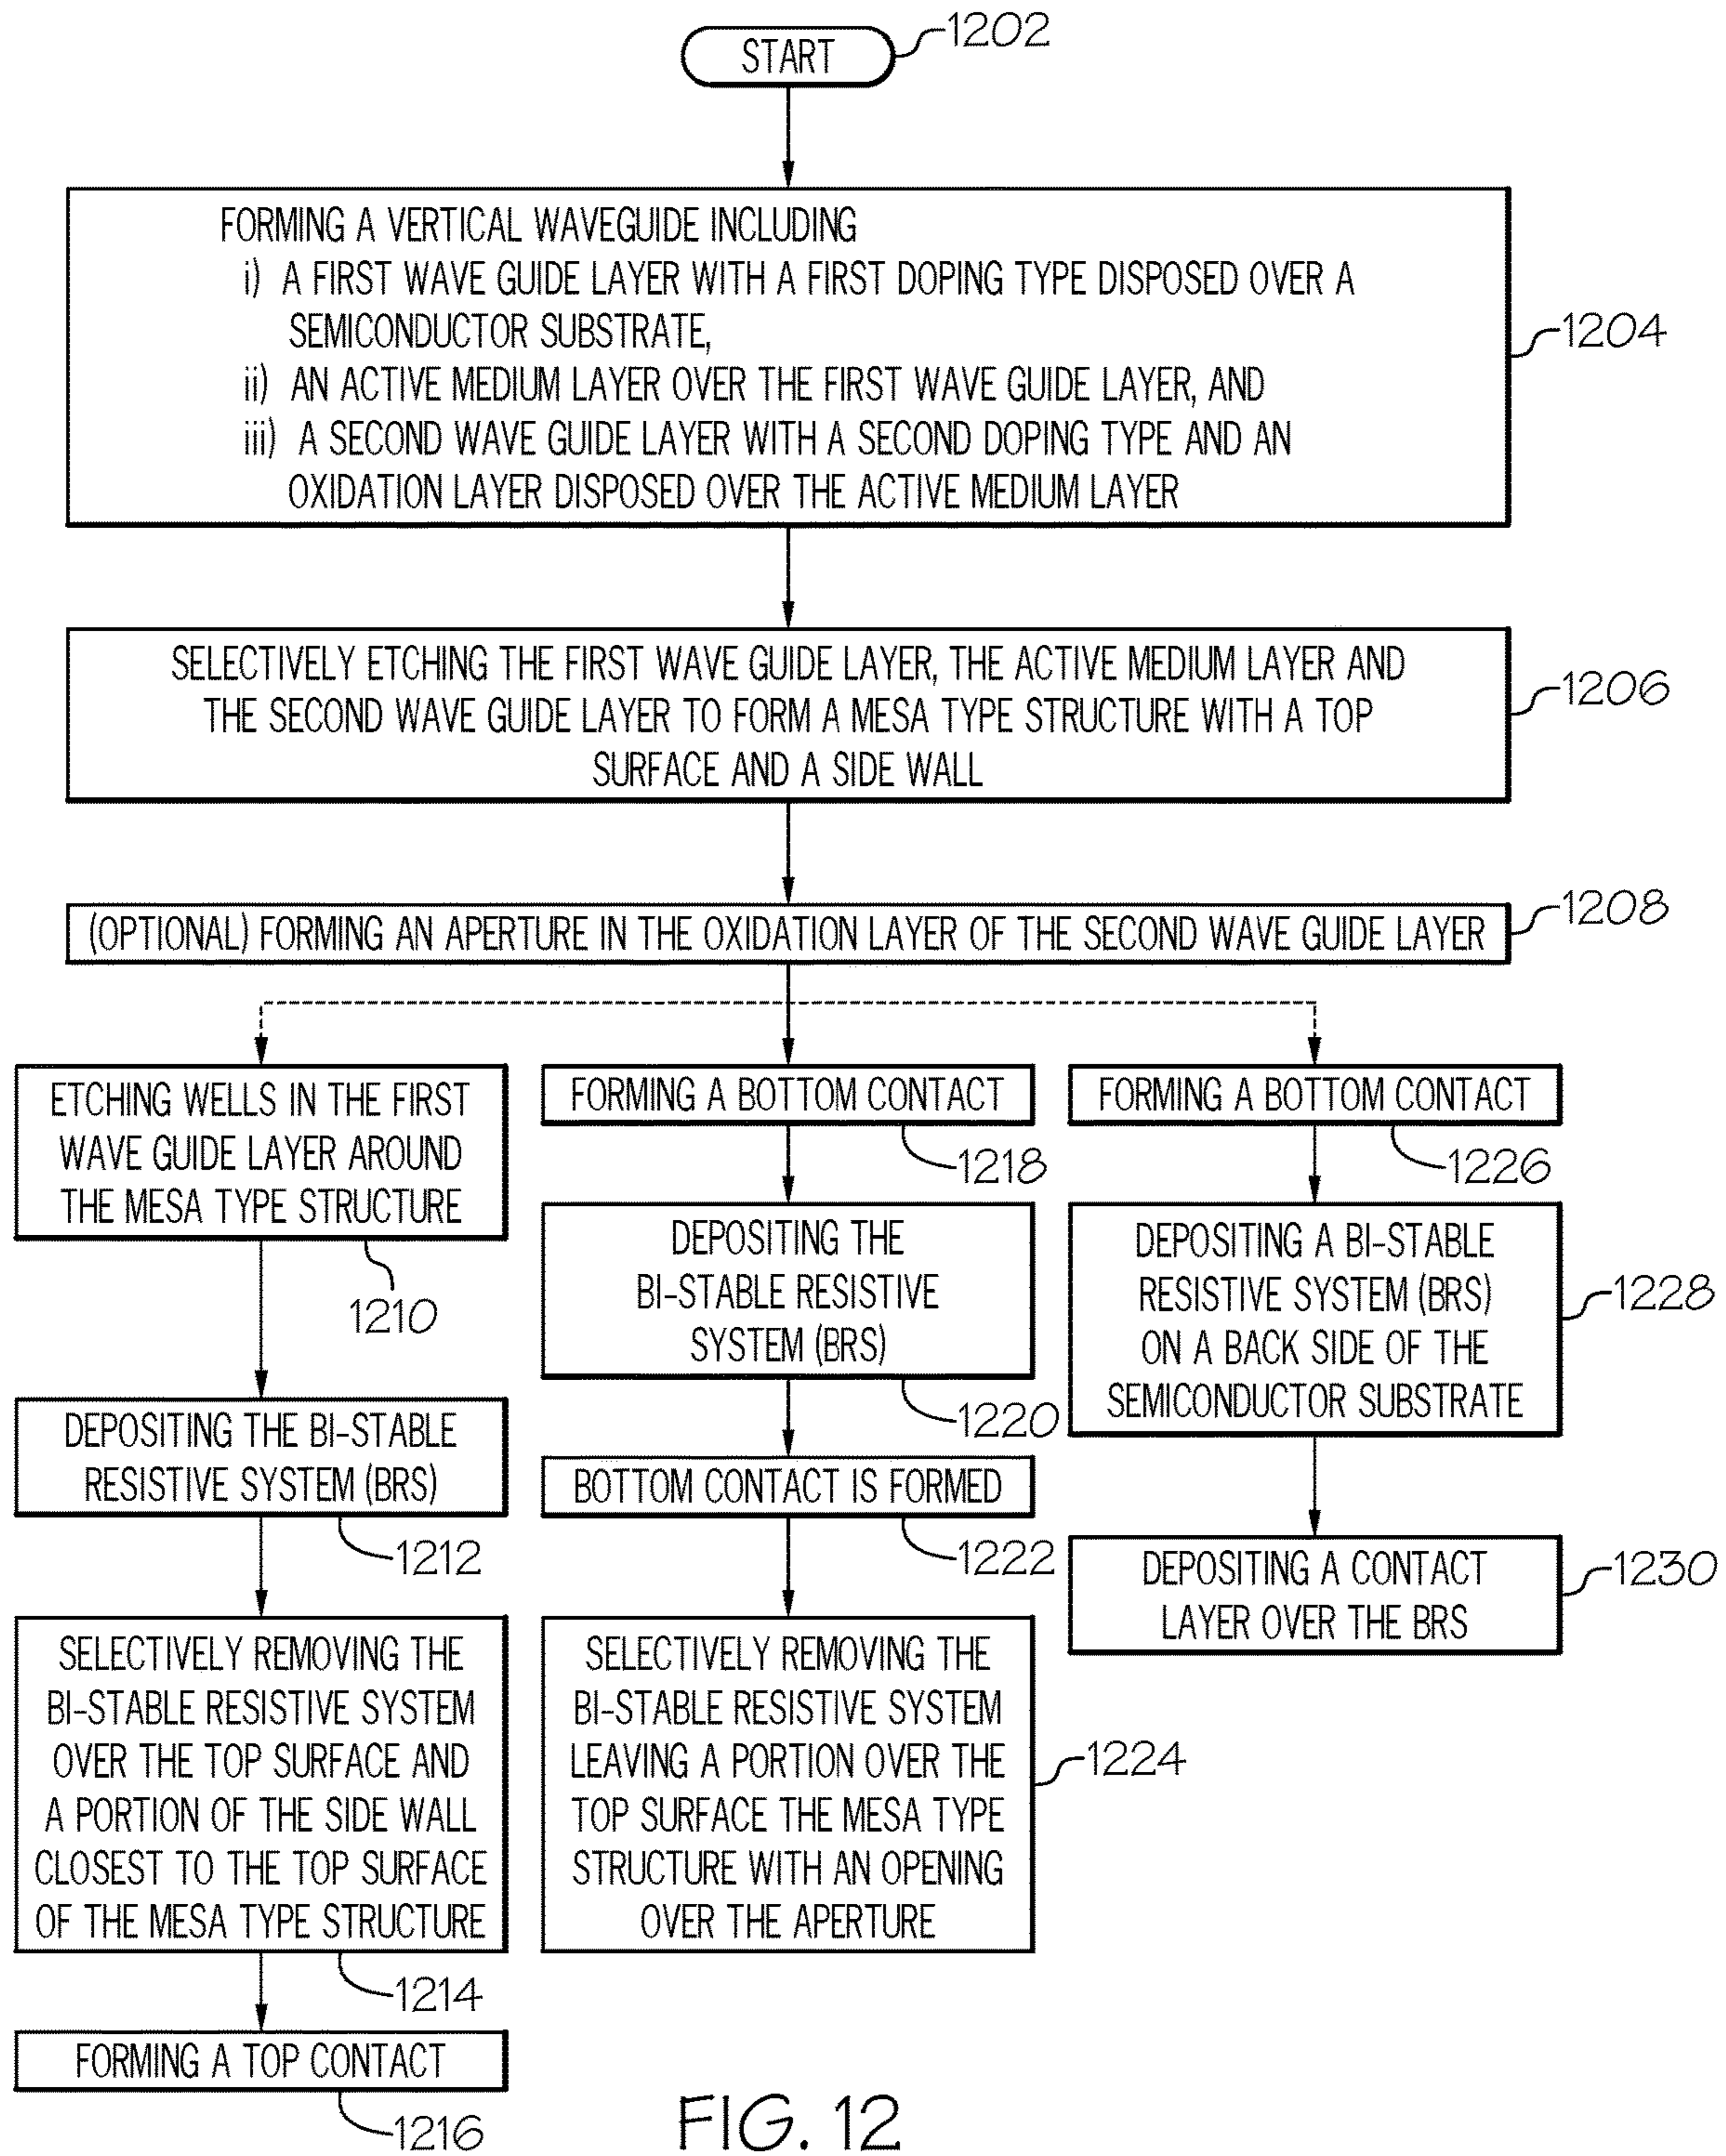 START
1202
FORMING A VERTICAL WAVEGUIDE INCLUDING
i) A FIRST WAVE GUIDE LAYER WITH A FIRST DOPING TYPE DISPOSED OVER A
SEMICONDUCTOR SUBSTRATE,
ii) AN ACTIVE MEDIUM LAYER OVER THE FIRST WAVE GUIDE LAYER, AND
iii) A SECOND WAVE GUIDE LAYER WITH A SECOND DOPING TYPE AND AN
OXIDATION LAYER DISPOSED OVER THE ACTIVE MEDIUM LAYER
1204
SELECTIVELY ETCHING THE FIRST WAVE GUIDE LAYER, THE ACTIVE MEDIUM LAYER AND
THE SECOND WAVE GUIDE LAYER TO FORM A MESA TYPE STRUCTURE WITH A TOP
SURFACE AND A SIDE WALL
1206
(OPTIONAL) FORMING AN APERTURE IN THE OXIDATION LAYER OF THE SECOND WAVE GUIDE LAYER
1208
ETCHING WELLS IN THE FIRST
WAVE GUIDE LAYER AROUND
THE MESA TYPE STRUCTURE
1210
DEPOSITING THE BI-STABLE
RESISTIVE SYSTEM (BRS)
1212
SELECTIVELY REMOVING THE
BI-STABLE RESISTIVE SYSTEM
OVER THE TOP SURFACE AND
A PORTION OF THE SIDE WALL
CLOSEST TO THE TOP SURFACE
OF THE MESA TYPE STRUCTURE
1214
FORMING A TOP CONTACT
1216
FORMING A BOTTOM CONTACT
1218
DEPOSITING THE
BI-STABLE RESISTIVE
SYSTEM (BRS)
1220
BOTTOM CONTACT IS FORMED
1222
SELECTIVELY REMOVING THE
BI-STABLE RESISTIVE SYSTEM
LEAVING A PORTION OVER THE
TOP SURFACE THE MESA TYPE
STRUCTURE WITH AN OPENING
OVER THE APERTURE
1224
FORMING A BOTTOM CONTACT
1226
DEPOSITING A BI-STABLE
RESISTIVE SYSTEM (BRS)
ON A BACK SIDE OF THE
SEMICONDUCTOR SUBSTRATE
1228
DEPOSITING A CONTACT
LAYER OVER THE BRS
1230
FIG. 12